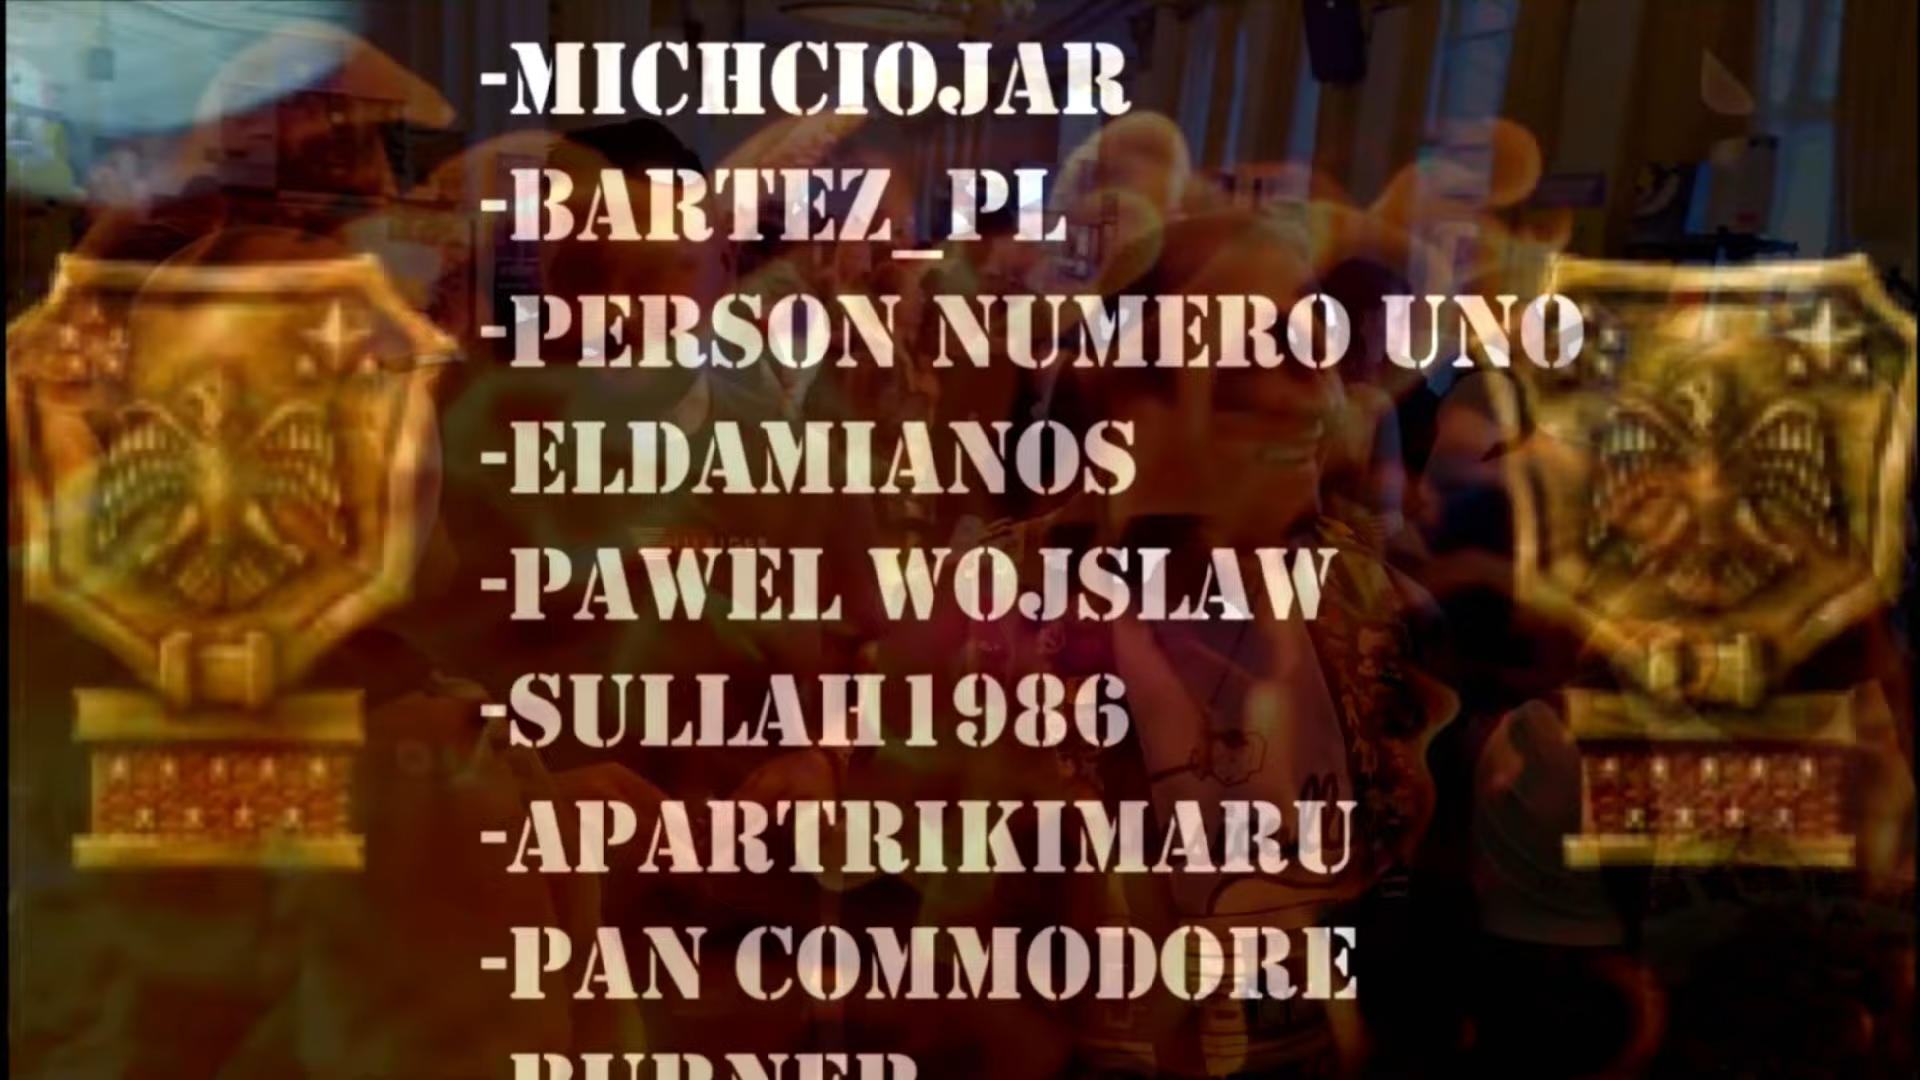 -MICHCIOJAR
-BARTEZ_PL
-PERSON NUMERO UNO
-ELDAMIANOS
-PAWEL WOJSLAW
-SULLAH1986
-APARTRIKIMARU
-PAN COMMODORE